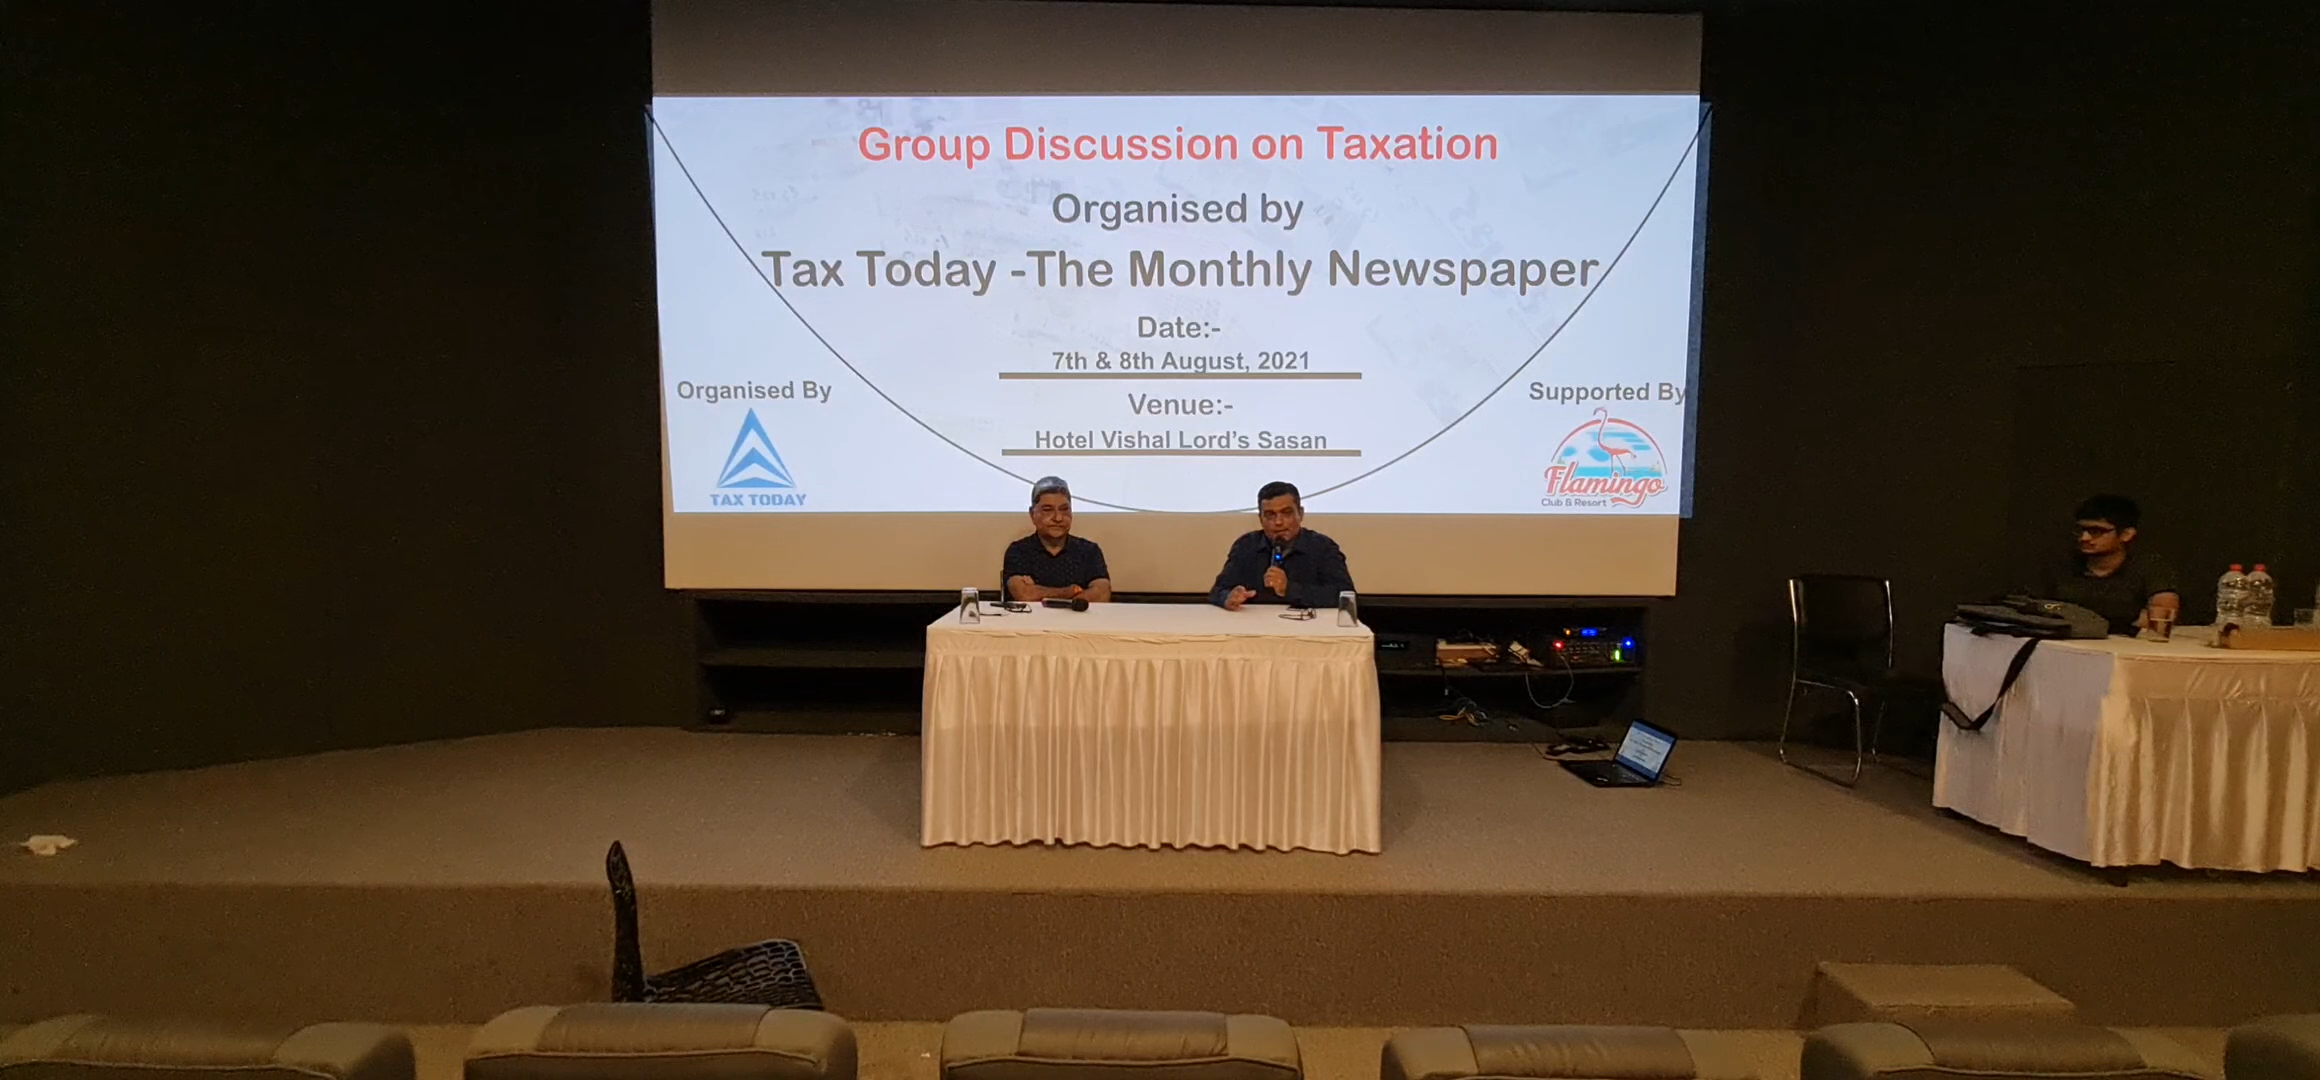 Group Discussion on Taxation
Organised by
Tax Today -The Monthly Newspaper
Date:-
7th & 8th August, 2021
Organised By
Supported By
Venue:-
Hotel Vishal Lord's Sasan
TAX TODAY
Flamingo
Club & Resort